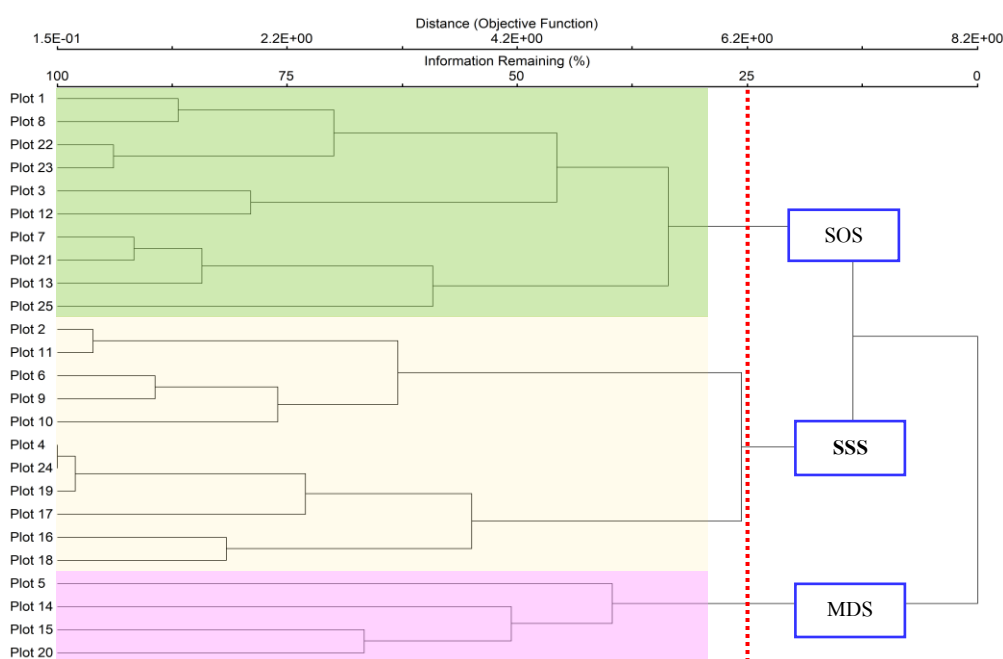 Distance (Objective Function)
1.5E-01 2.2E+00 4.2E+00 6.2E+00 8.2E+00
Information Remaining (%)
100 75 50 25 0
Plot 1
Plot 8
Plot 22
Plot 23
Plot 3
Plot 12
Plot 7
Plot 21
Plot 13
Plot 25
Plot 2
Plot 11
Plot 6
Plot 9
Plot 10
Plot 4
Plot 24
Plot 19
Plot 17
Plot 16
Plot 18
Plot 5
Plot 14
Plot 15
Plot 20
SOS
SSS
MDS